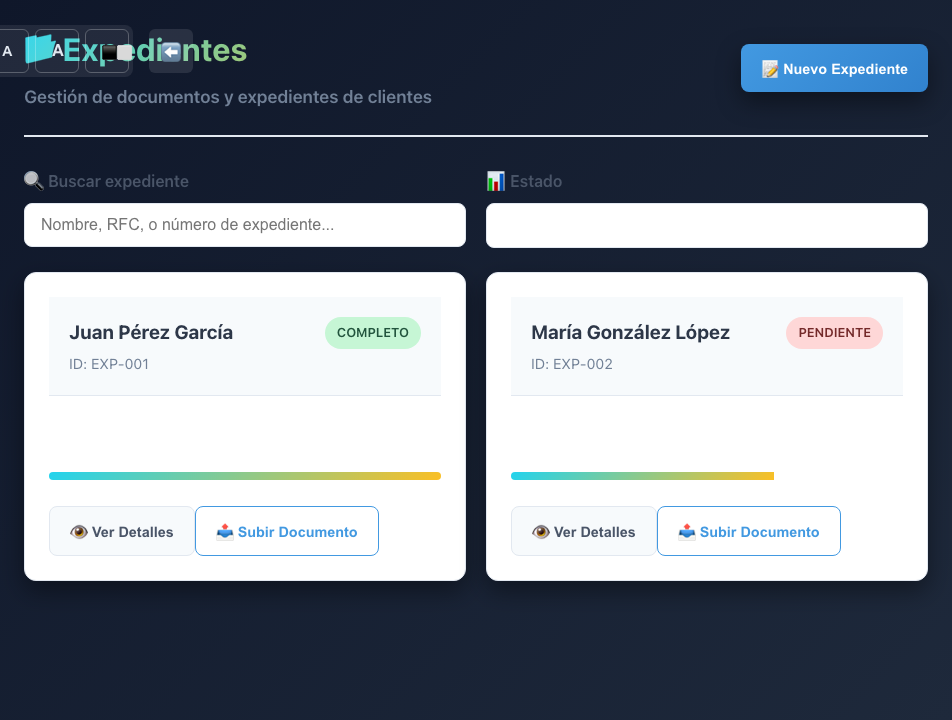 A
A
Expedientes
Gestión de documentos y expedientes de clientes
Nuevo Expediente
Buscar expediente
Estado
Nombre, RFC, o número de expediente...
Juan Pérez García
COMPLETO
ID: EXP-001
María González López
PENDIENTE
ID: EXP-002
Ver Detalles
Subir Documento
Ver Detalles
Subir Documento